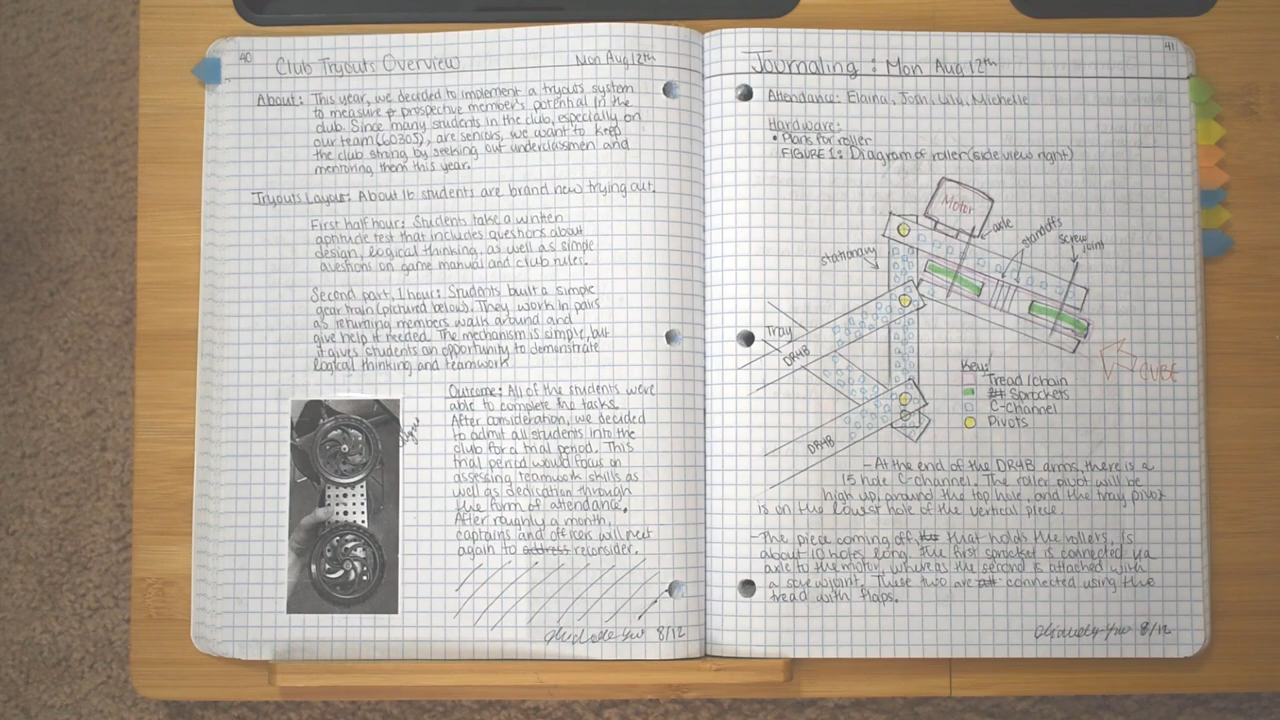 40
Club Tryouts Overview
Mon Aug 12th
About: This year, we decided to implement a tryouts system
to measure prospective member's potential in the
club. Since many students in the club, especially on
our team (60305), are seniors, we want to keep
the club strong by seeking out underclassmen and
mentoring them this year.
Tryouts Layout: About 16 students are brand new trying out.
First half hour: Students take a written
aptitude test that includes questions about
design, logical thinking, as well as simple
questions on game manual and club rules.
Second part, 1 hour: Students built a simple
gear train (pictured below). They work in pairs
as returning members walk around and
give help if needed. The mechanism is simple, but
it gives students an opportunity to demonstrate
logical thinking and teamwork
Outcome: All of the students were
able to complete the tasks.
After consideration, we decided
to admit all students into the
club for a trial period. This
trial period would focus on
assessing teamwork skills as
well as dedication through
the form of attendance.
After roughly a month,
captains and officers will meet
again to address reconsider.
8/12
41
Journaling: Mon Aug 12th
Attendance: Elaina, Josh, Lily, Michelle
Hardware:
• Plans for roller
FIGURE 1: Diagram of roller (side view right)
Motor
axle
standoffs
screw
joint
stationary
Tray
DR4B
DR4B
CUBE
Key:
Tread/chain
Sprockets
C-Channel
Pivots
- At the end of the DR4B arms, there is a
15 hole C-channel. The roller pivot will be
high up, around the top hole, and the tray pivot
is on the lowest hole of the vertical piece.
- The piece coming off that holds the rollers, is
about 10 holes long. The first sprocket is connected via
axle to the motor, whereas the second is attached with
a screw joint. These two are connected using the
tread with flaps.
8/12